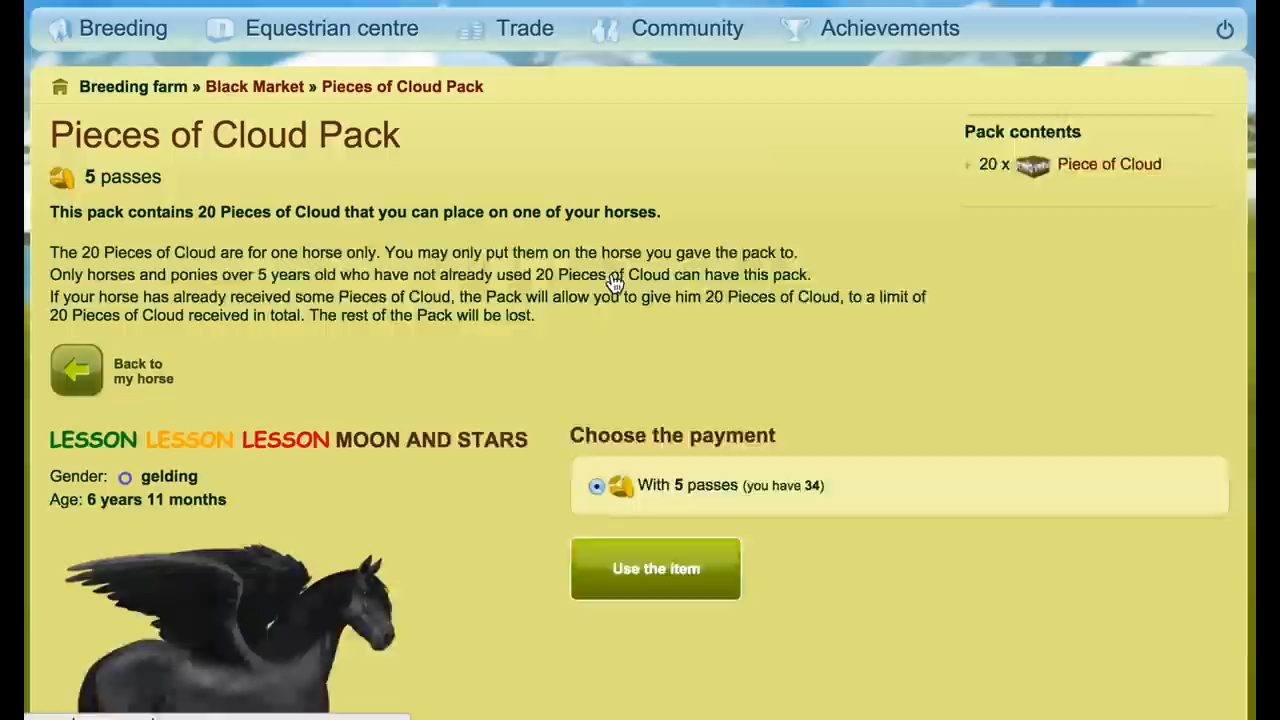 Breeding Equestrian centre Trade Community Achievements
Breeding farm » Black Market » Pieces of Cloud Pack
Pieces of Cloud Pack
5 passes
This pack contains 20 Pieces of Cloud that you can place on one of your horses.
The 20 Pieces of Cloud are for one horse only. You may only put them on the horse you gave the pack to.
Only horses and ponies over 5 years old who have not already used 20 Pieces of Cloud can have this pack.
If your horse has already received some Pieces of Cloud, the Pack will allow you to give him 20 Pieces of Cloud, to a limit of
20 Pieces of Cloud received in total. The rest of the Pack will be lost.
Pack contents
20 x Piece of Cloud
Back to
my horse
LESSON LESSON LESSON MOON AND STARS
Gender: gelding
Age: 6 years 11 months
Choose the payment
With 5 passes (you have 34)
Use the item